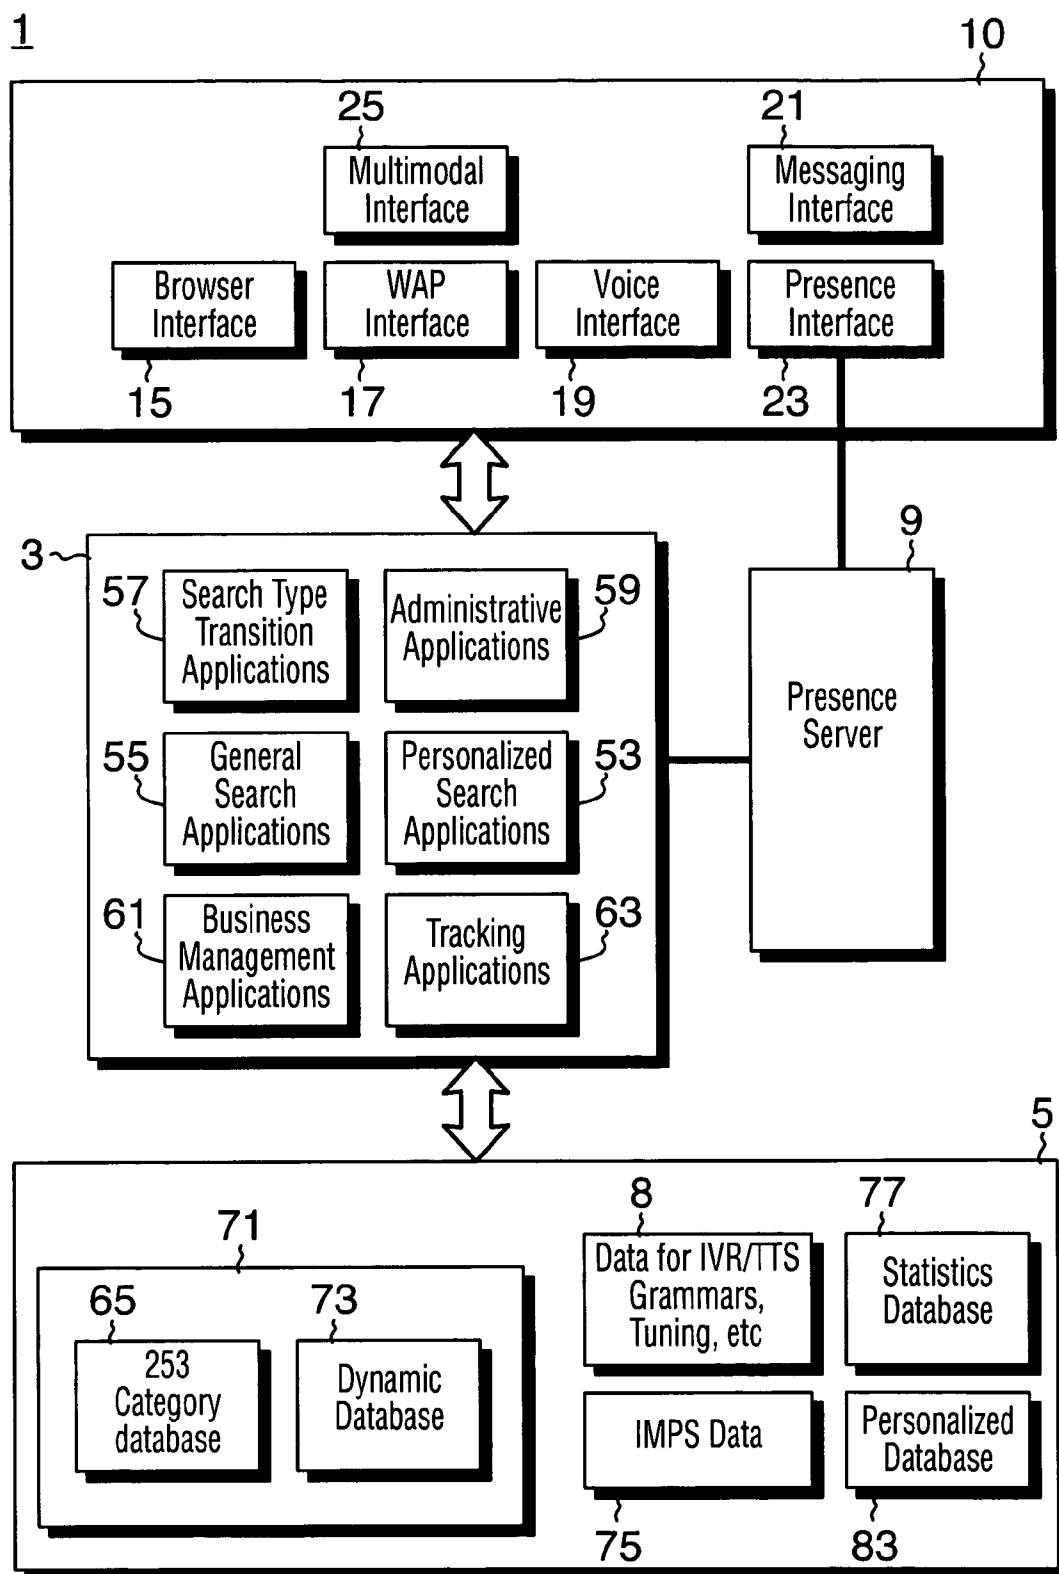 1
10
25
21
Multimodal
Interface
Messaging
Interface
Browser
Interface
WAP
Interface
Voice
Interface
Presence
Interface
15
17
19
23
3
9
57
Search Type
Transition
Applications
Administrative
Applications
59
55
General
Search
Applications
Personalized
Search
Applications
53
61
Business
Management
Applications
Tracking
Applications
63
Presence
Server
5
71
8
77
65
73
253
Category
database
Dynamic
Database
Data for IVR/TTS
Grammars,
Tuning, etc
Statistics
Database
IMPS Data
Personalized
Database
75
83